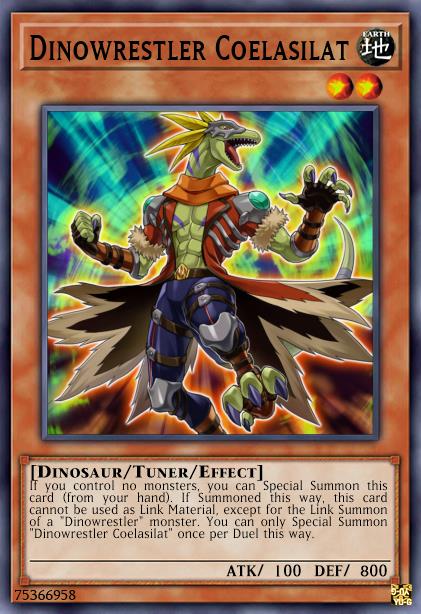 DINOWRESTLER COELASILAT
EARTH
地
[DINOSAUR/TUNER/EFFECT]
If you control no monsters, you can Special Summon this
card (from your hand). If Summoned this way, this card
cannot be used as Link Material, except for the Link Summon
of a "Dinowrestler" monster. You can only Special Summon
"Dinowrestler Coelasilat" once per Duel this way.
ATK/ 100 DEF/ 800
75366958